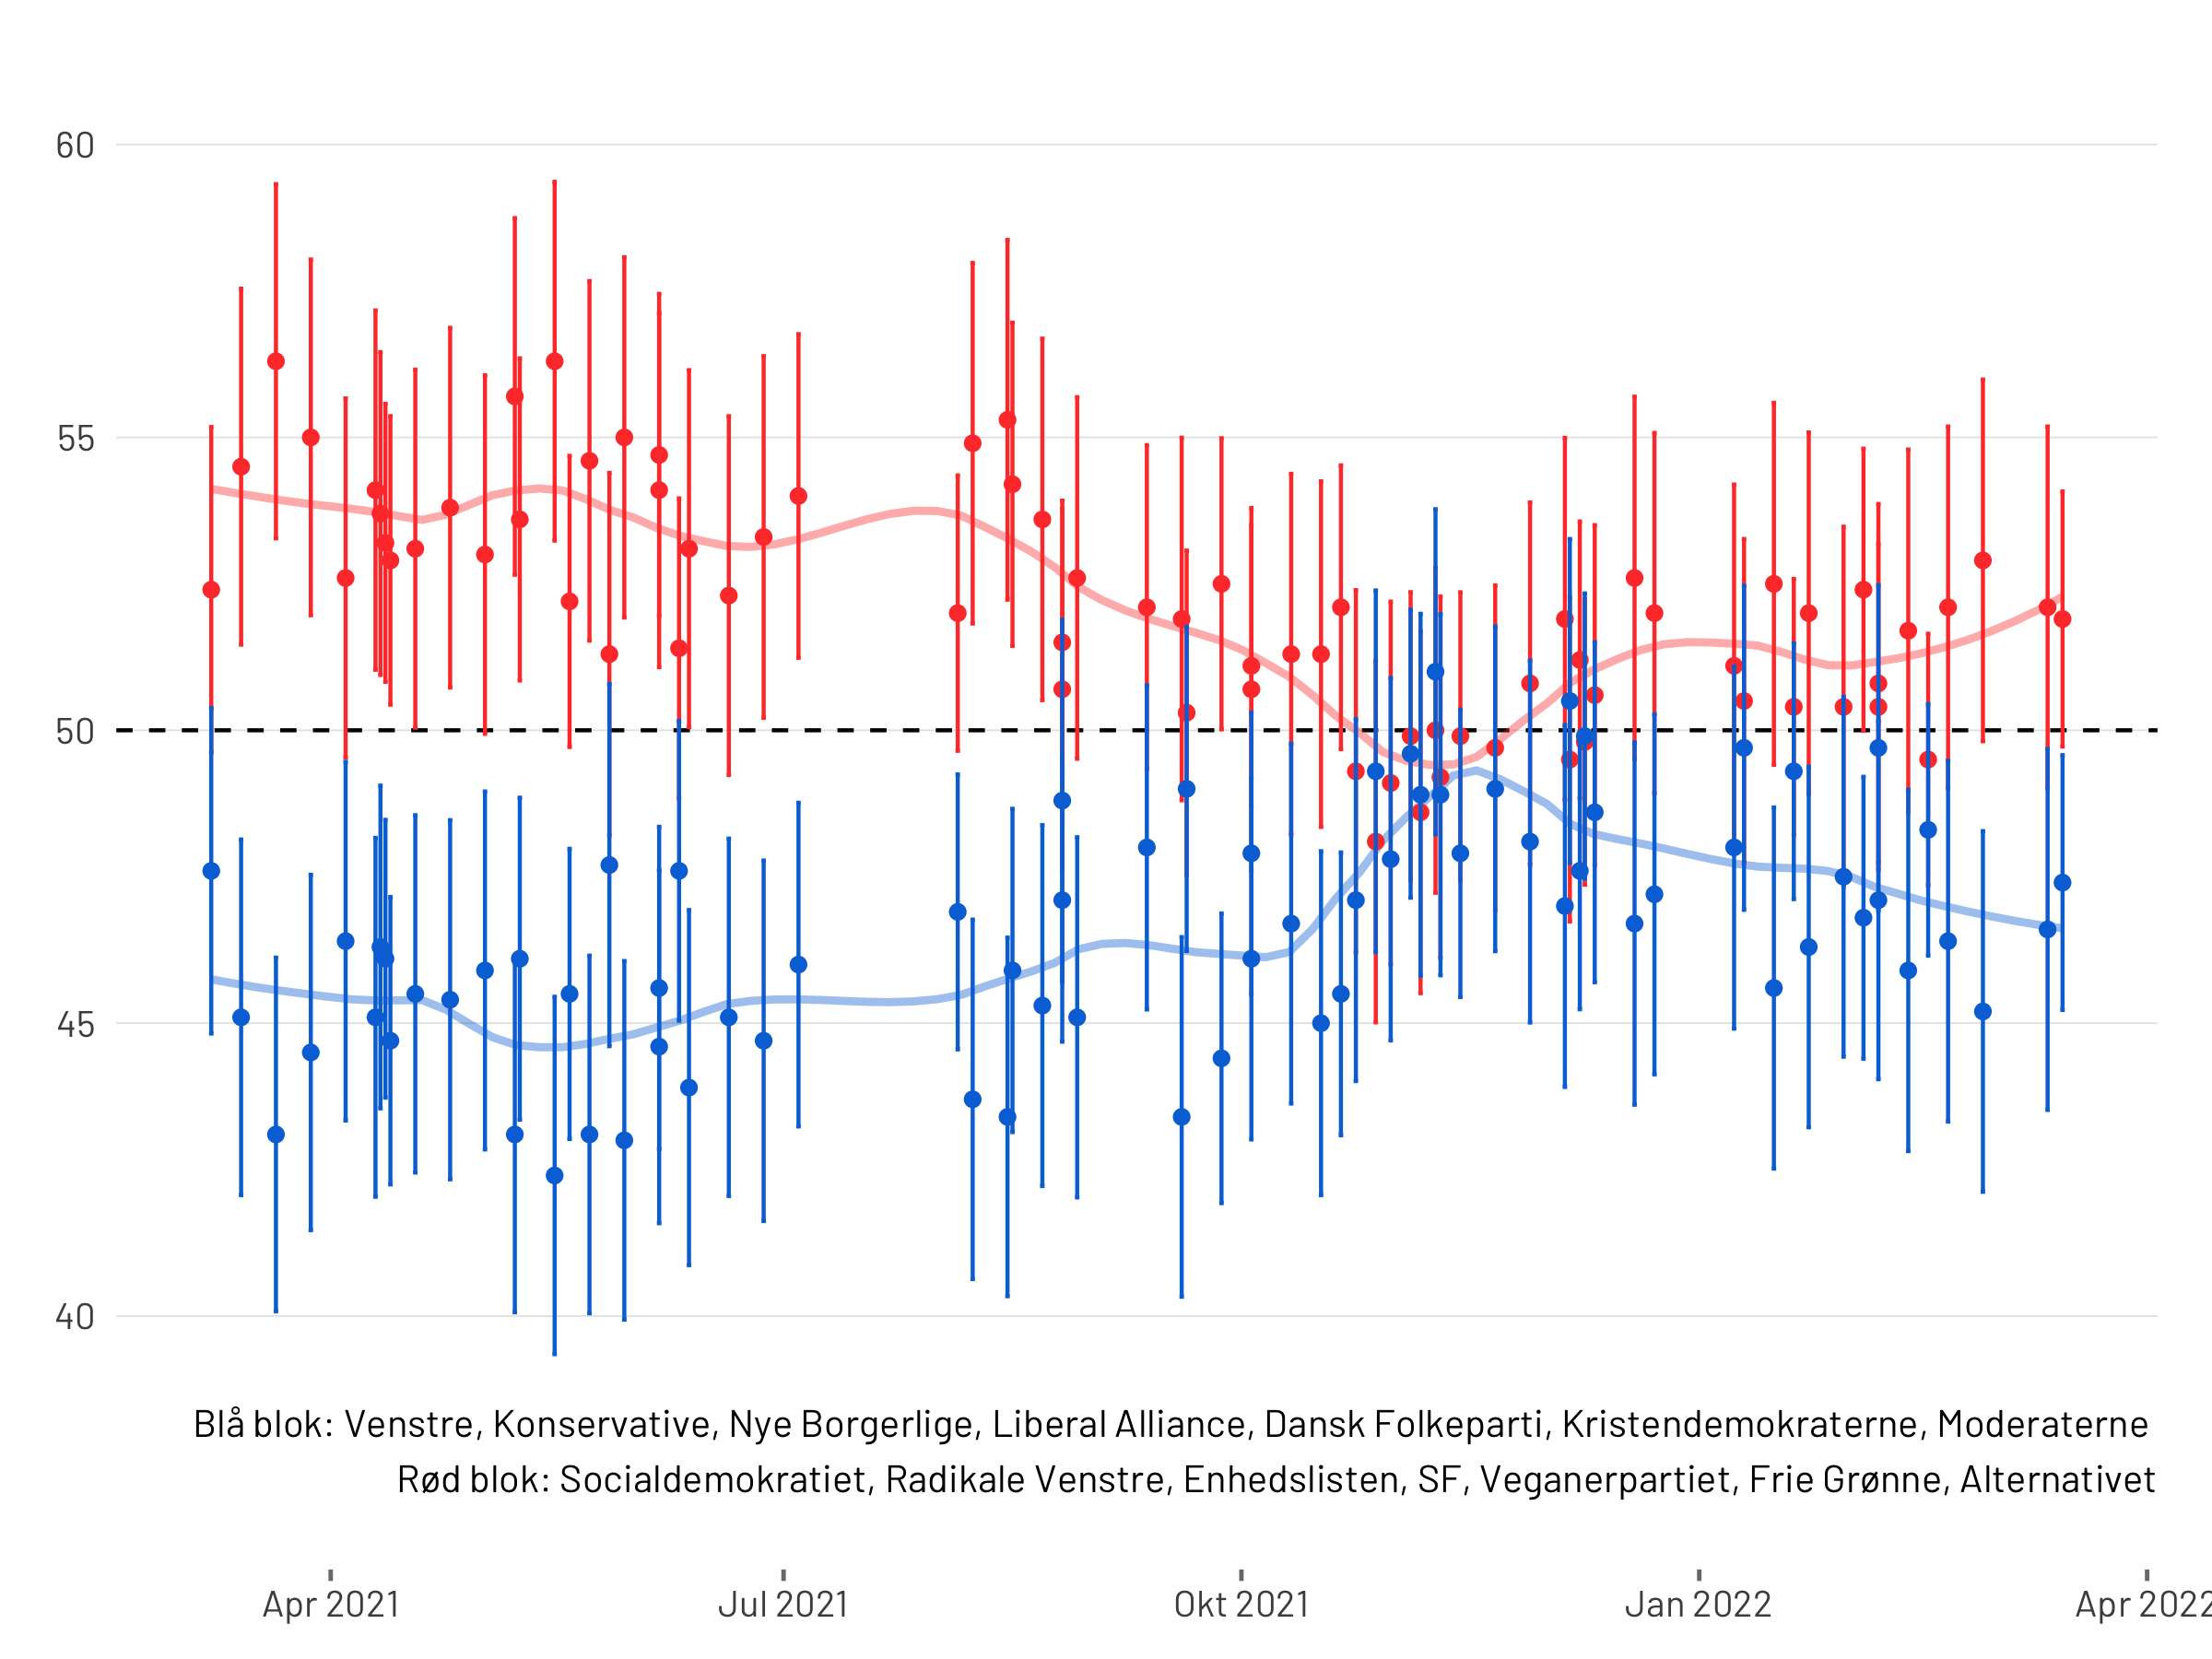 60
55
50
45
40
Blå blok: Venstre, Konservative, Nye Borgerlige, Liberal Alliance, Dansk Folkeparti, Kristendemokraterne, Moderaterne
Rød blok: Socialdemokratiet, Radikale Venstre, Enhedslisten, SF, Veganerpartiet, Frie Grønne, Alternativet
Apr 2021 Jul 2021 Okt 2021 Jan 2022 Apr 2022